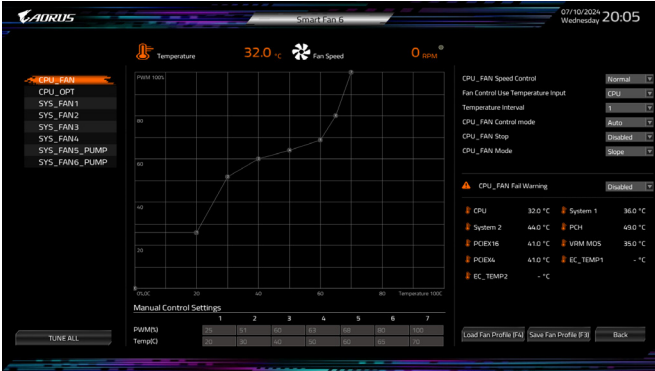 AORUS
Smart Fan 6
07/10/2024 Wednesday 20:05
Temperature 32.0 °C Fan Speed 0 RPM
CPU_FAN
CPU_OPT
SYS_FAN1
SYS_FAN2
SYS_FAN3
SYS_FAN4
SYS_FAN5_PUMP
SYS_FAN6_PUMP
TUNE ALL
PWM 100%
80
60
40
20
0%,0C 20 40 60 80 Temperature 100C
Manual Control Settings
1 2 3 4 5 6 7
PWM(%) 25 51 60 63 68 80 100
Temp(C) 20 30 40 50 60 65 70
CPU_FAN Speed Control Normal
Fan Control Use Temperature Input CPU
Temperature Interval 1
CPU_FAN Control mode Auto
CPU_FAN Stop Disabled
CPU_FAN Mode Slope
CPU_FAN Fail Warning Disabled
CPU 32.0 °C System 1 36.0 °C
System 2 44.0 °C PCH 49.0 °C
PCIEX16 41.0 °C VRM MOS 35.0 °C
PCIEX4 41.0 °C EC_TEMP1 - °C
EC_TEMP2 - °C
Load Fan Profile (F4) Save Fan Profile (F3) Back